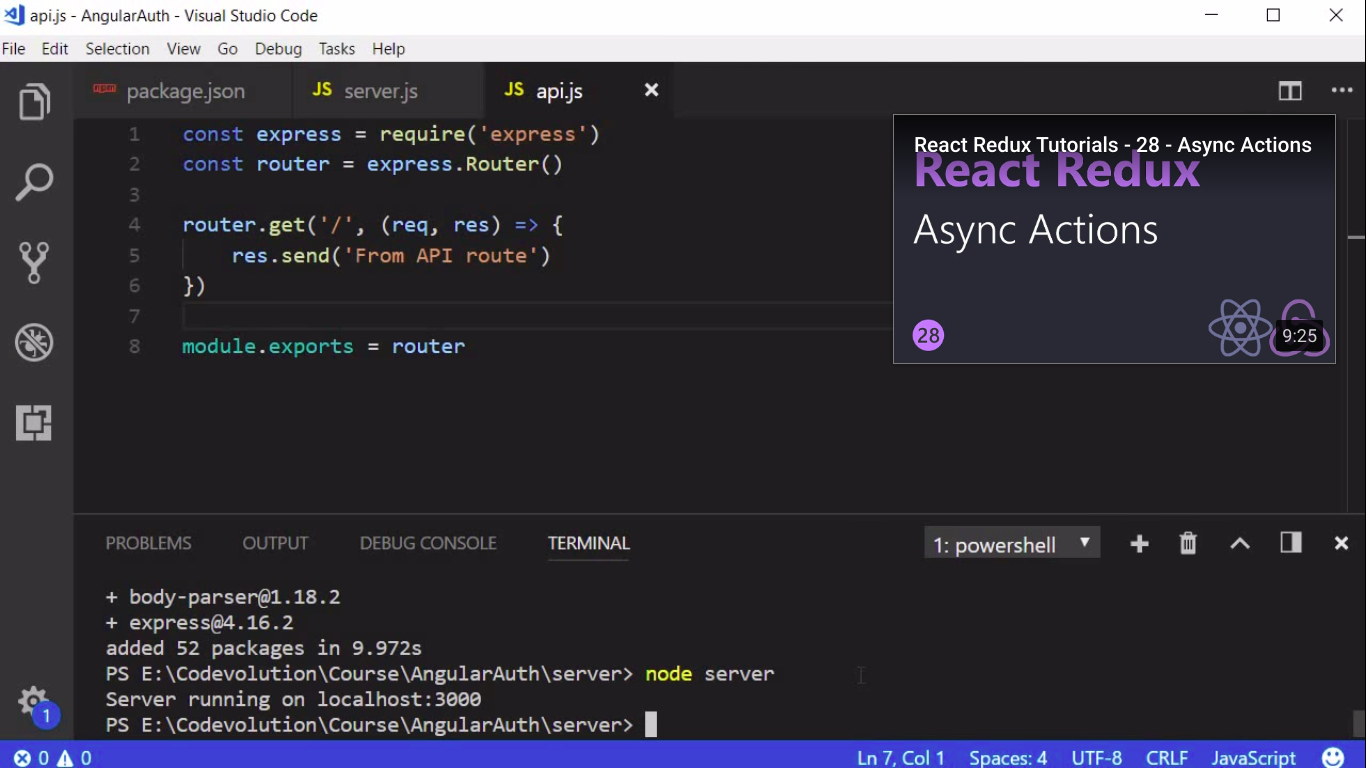 api.js - AngularAuth - Visual Studio Code
File Edit Selection View Go Debug Tasks Help
npm package.json JS server.js JS api.js
1 const express = require('express')
2 const router = express.Router()
3
4 router.get('/', (req, res) => {
5 res.send('From API route')
6 })
7
8 module.exports = router
React Redux Tutorials - 28 - Async Actions
React Redux
Async Actions
28
9:25
PROBLEMS OUTPUT DEBUG CONSOLE TERMINAL 1: powershell
+ body-parser@1.18.2
+ express@4.16.2
added 52 packages in 9.972s
PS E:\Codevolution\Course\AngularAuth\server> node server
Server running on localhost:3000
PS E:\Codevolution\Course\AngularAuth\server>
1
0 0 Ln 7, Col 1 Spaces: 4 UTF-8 CRLF JavaScript